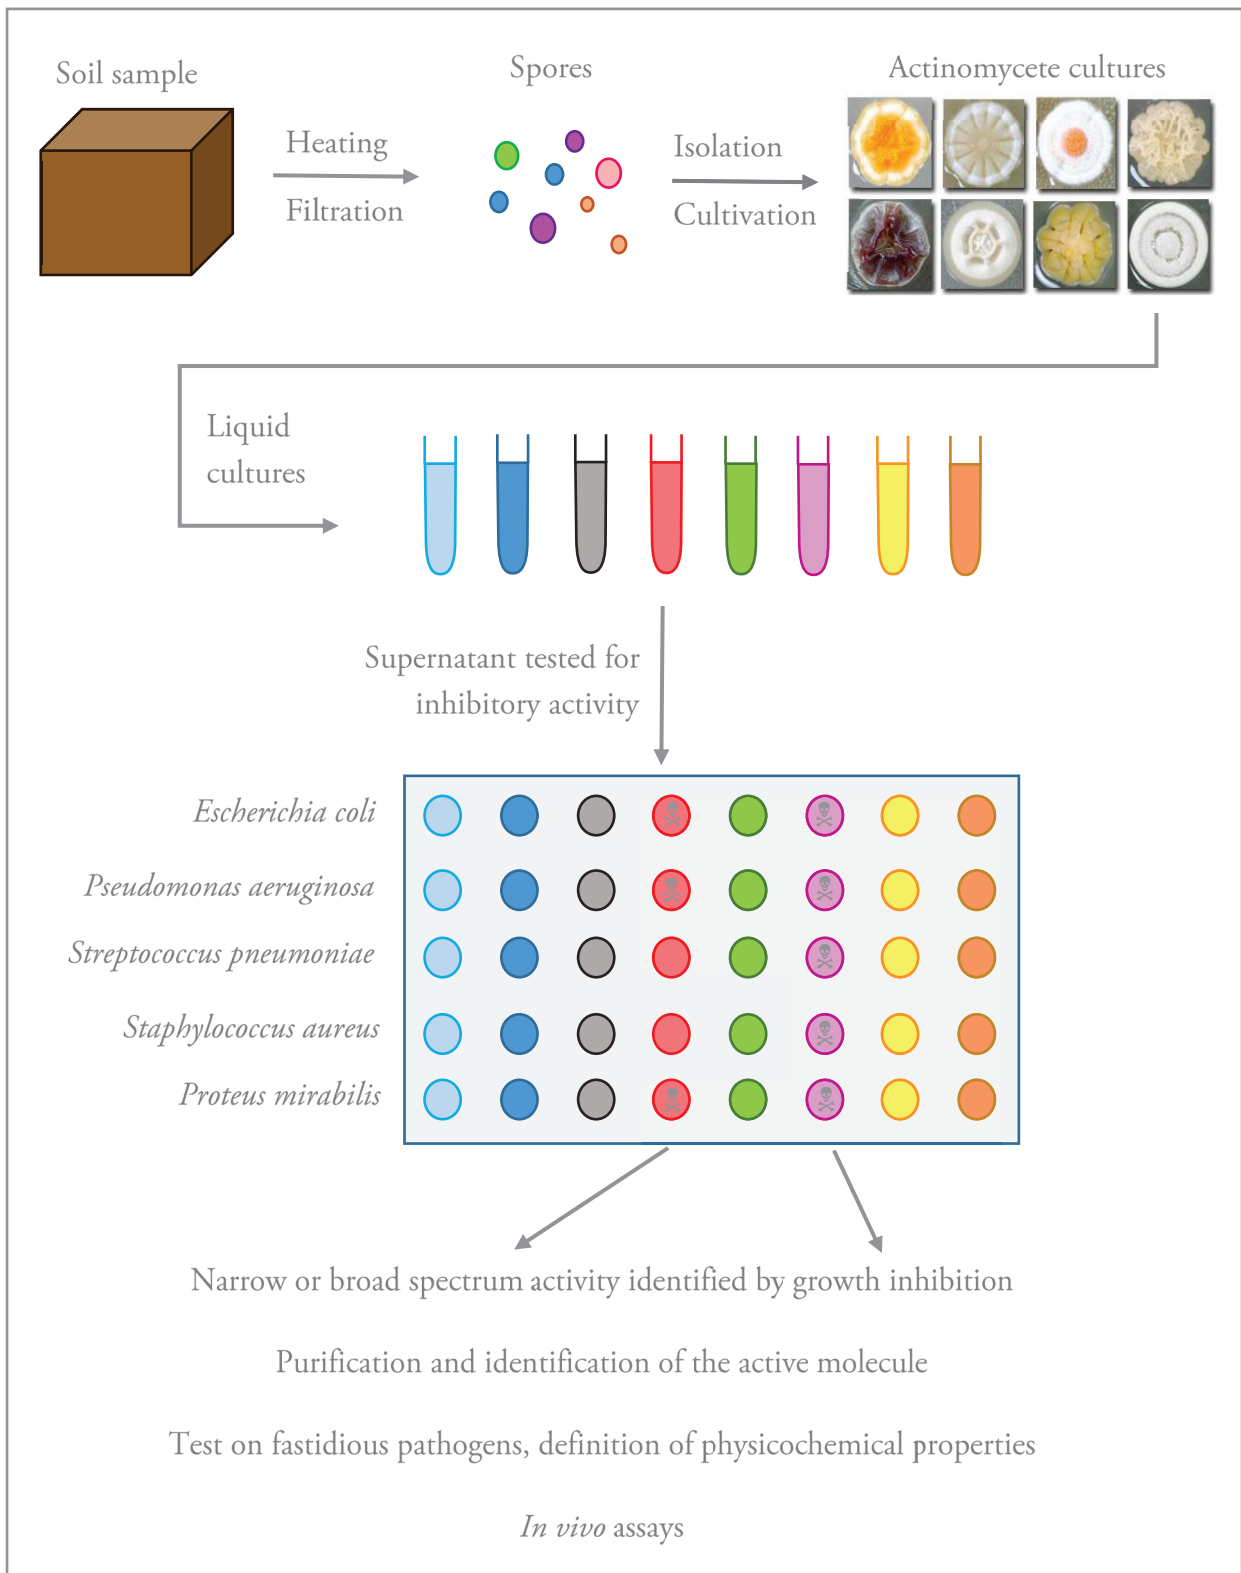 Soil sample
Spores
Actinomycete cultures
Heating
Filtration
Isolation
Cultivation
Liquid
cultures
Supernatant tested for
inhibitory activity
Escherichia coli
Pseudomonas aeruginosa
Streptococcus pneumoniae
Staphylococcus aureus
Proteus mirabilis
Narrow or broad spectrum activity identified by growth inhibition
Purification and identification of the active molecule
Test on fastidious pathogens, definition of physicochemical properties
In vivo assays